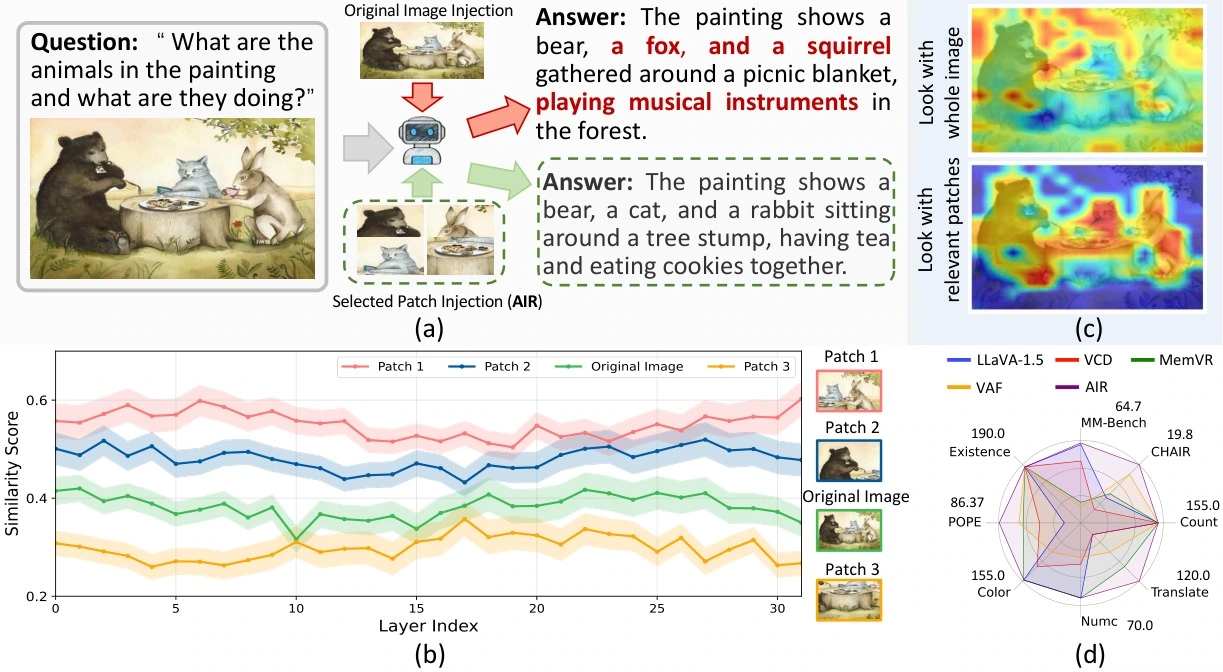 Question: “ What are the
animals in the painting
and what are they doing?”
Original Image Injection
Selected Patch Injection (AIR)
Answer: The painting shows a
bear, a fox, and a squirrel
gathered around a picnic blanket,
playing musical instruments in
the forest.
Answer: The painting shows a
bear, a cat, and a rabbit sitting
around a tree stump, having tea
and eating cookies together.
(a)
Look with
whole image
Look with
relevant patches
(c)
Patch 1
Patch 2
Original Image
Patch 3
Similarity Score
0.6
0.4
0.2
0
5
10
15
20
25
30
Layer Index
Patch 1
Patch 2
Original Image
Patch 3
(b)
LLaVA-1.5
VCD
MemVR
VAF
AIR
64.7
MM-Bench
19.8
CHAIR
155.0
Count
120.0
Translate
Numc 70.0
155.0
Color
86.37
POPE
190.0
Existence
(d)